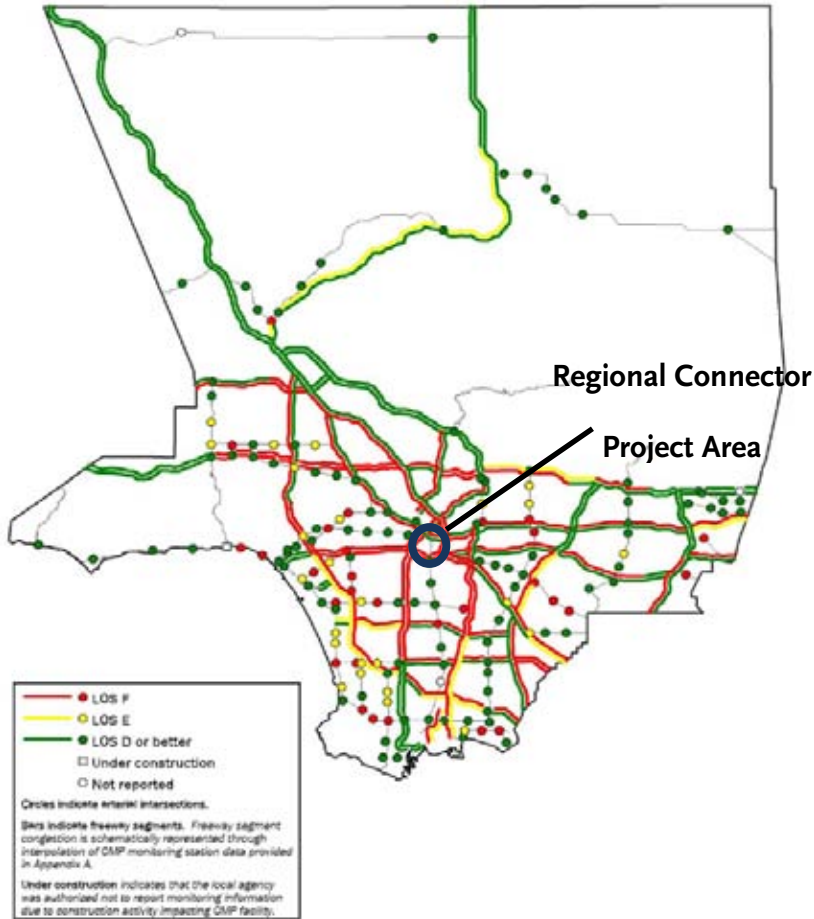 Regional Connector
Project Area
LOS F
LOS E
LOS D or better
Under construction
Not reported
Circles indicate arterial intersections.
Bars indicate freeway segments. Freeway segment
congestion is schematically represented through
interpolation of CMP monitoring station data provided
in Appendix A.
Under construction indicates that the local agency
was authorized not to report monitoring information
due to construction activity impacting CMP facility.